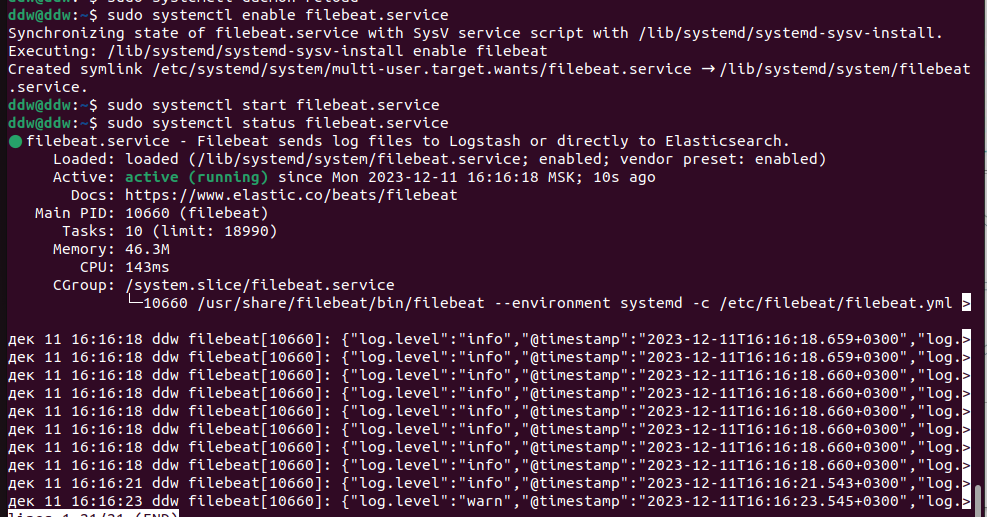 ddw@ddw:~$ sudo systemctl daemon-reload
ddw@ddw:~$ sudo systemctl enable filebeat.service
Synchronizing state of filebeat.service with SysV service script with /lib/systemd/systemd-sysv-install.
Executing: /lib/systemd/systemd-sysv-install enable filebeat
Created symlink /etc/systemd/system/multi-user.target.wants/filebeat.service → /lib/systemd/system/filebeat
.service.
ddw@ddw:~$ sudo systemctl start filebeat.service
ddw@ddw:~$ sudo systemctl status filebeat.service
● filebeat.service - Filebeat sends log files to Logstash or directly to Elasticsearch.
Loaded: loaded (/lib/systemd/system/filebeat.service; enabled; vendor preset: enabled)
Active: active (running) since Mon 2023-12-11 16:16:18 MSK; 10s ago
Docs: https://www.elastic.co/beats/filebeat
Main PID: 10660 (filebeat)
Tasks: 10 (limit: 18990)
Memory: 46.3M
CPU: 143ms
CGroup: /system.slice/filebeat.service
└─10660 /usr/share/filebeat/bin/filebeat --environment systemd -c /etc/filebeat/filebeat.yml >
дек 11 16:16:18 ddw filebeat[10660]: {"log.level":"info","@timestamp":"2023-12-11T16:16:18.659+0300","log.>
дек 11 16:16:18 ddw filebeat[10660]: {"log.level":"info","@timestamp":"2023-12-11T16:16:18.659+0300","log.>
дек 11 16:16:18 ddw filebeat[10660]: {"log.level":"info","@timestamp":"2023-12-11T16:16:18.660+0300","log.>
дек 11 16:16:18 ddw filebeat[10660]: {"log.level":"info","@timestamp":"2023-12-11T16:16:18.660+0300","log.>
дек 11 16:16:18 ddw filebeat[10660]: {"log.level":"info","@timestamp":"2023-12-11T16:16:18.660+0300","log.>
дек 11 16:16:18 ddw filebeat[10660]: {"log.level":"info","@timestamp":"2023-12-11T16:16:18.660+0300","log.>
дек 11 16:16:18 ddw filebeat[10660]: {"log.level":"info","@timestamp":"2023-12-11T16:16:18.660+0300","log.>
дек 11 16:16:18 ddw filebeat[10660]: {"log.level":"info","@timestamp":"2023-12-11T16:16:18.660+0300","log.>
дек 11 16:16:21 ddw filebeat[10660]: {"log.level":"info","@timestamp":"2023-12-11T16:16:21.543+0300","log.>
дек 11 16:16:23 ddw filebeat[10660]: {"log.level":"warn","@timestamp":"2023-12-11T16:16:23.545+0300","log.>
lines 1-21/21 (END)